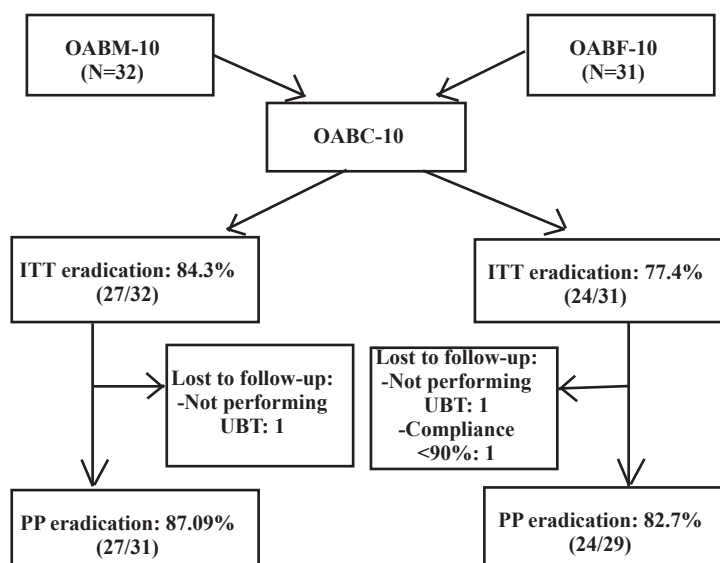 OABM-10
(N=32)
OABF-10
(N=31)
OABC-10
ITT eradication: 84.3%
(27/32)
ITT eradication: 77.4%
(24/31)
Lost to follow-up:
-Not performing
UBT: 1
Lost to follow-up:
-Not performing
UBT: 1
-Compliance
<90%: 1
PP eradication: 87.09%
(27/31)
PP eradication: 82.7%
(24/29)